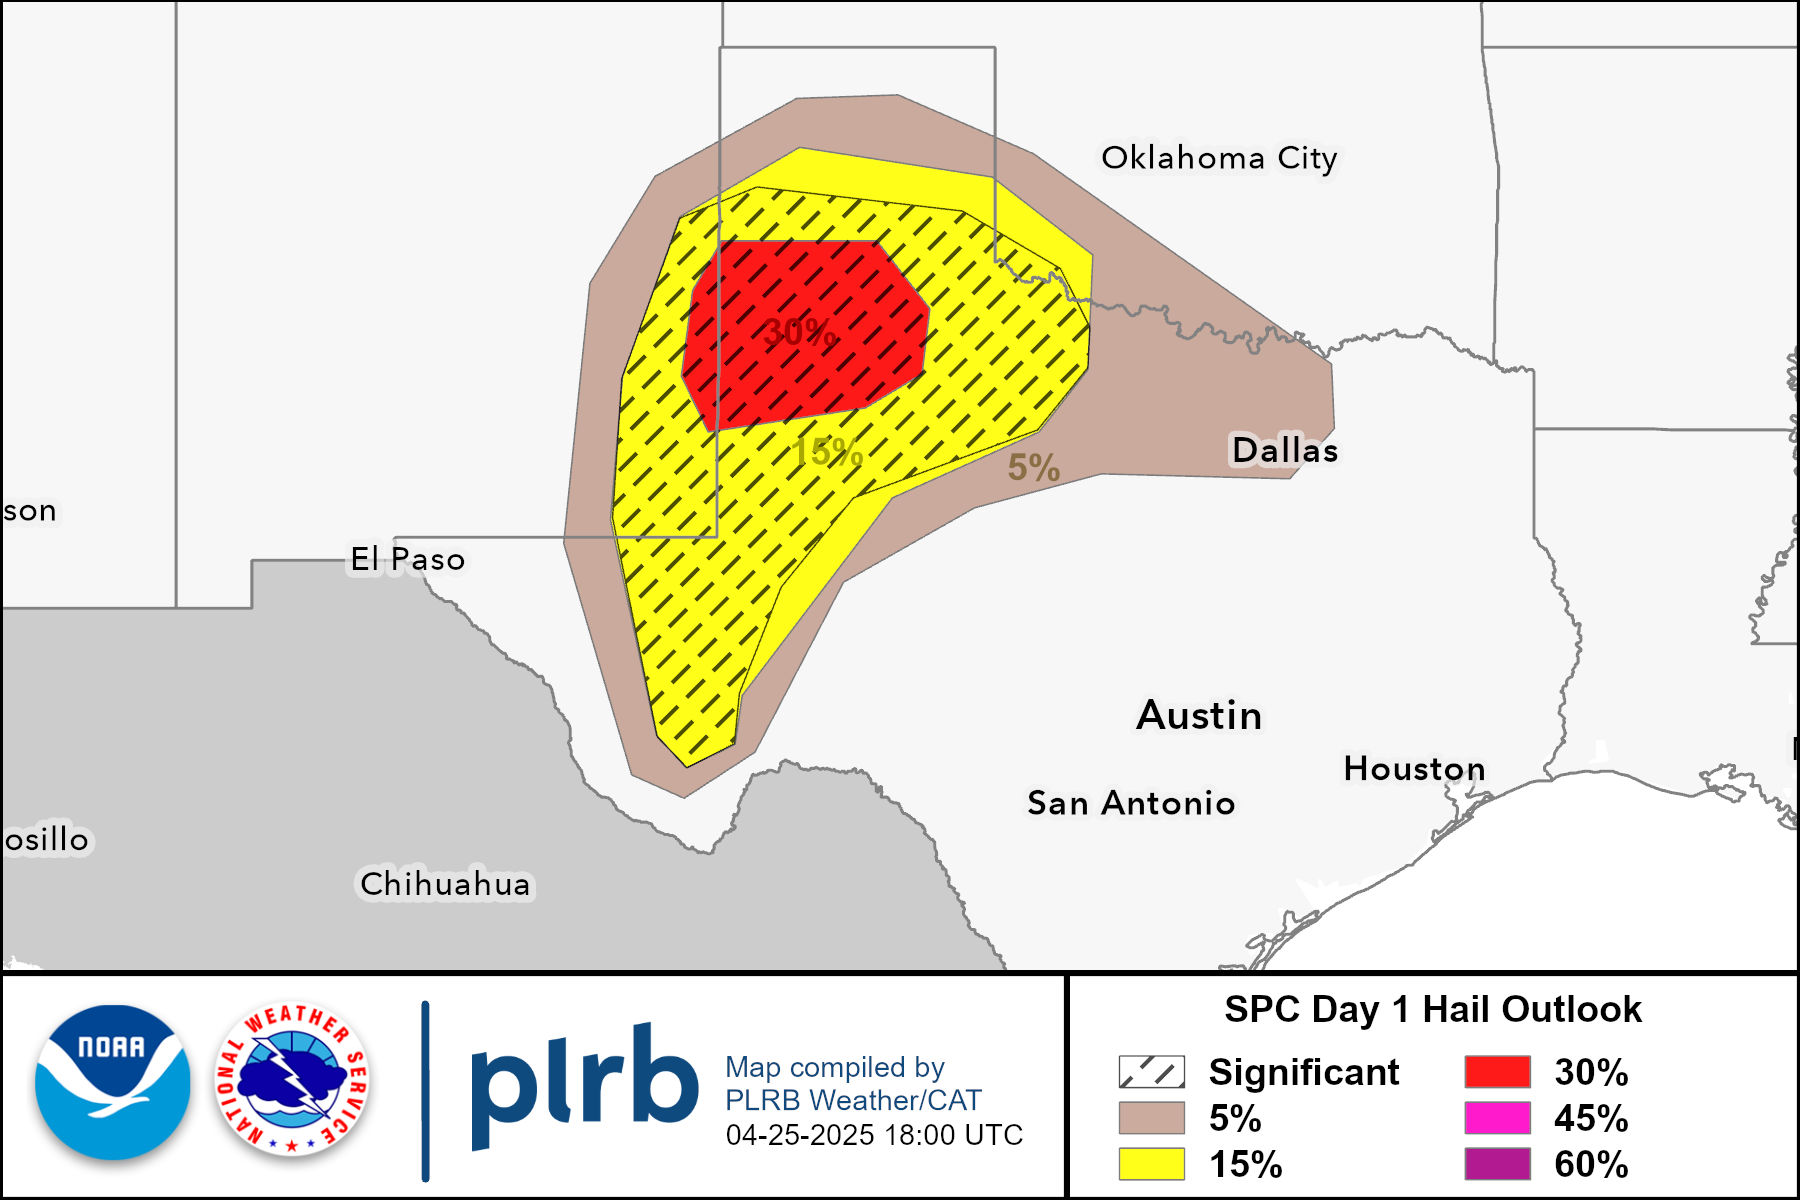 Oklahoma City
30%
15%
5%
Dallas
son
El Paso
Austin
Houston
San Antonio
osillo
Chihuahua
NOAA
NATIONAL WEATHER SERVICE
plrb
Map compiled by
PLRB Weather/CAT
04-25-2025 18:00 UTC
SPC Day 1 Hail Outlook
Significant
5%
15%
30%
45%
60%